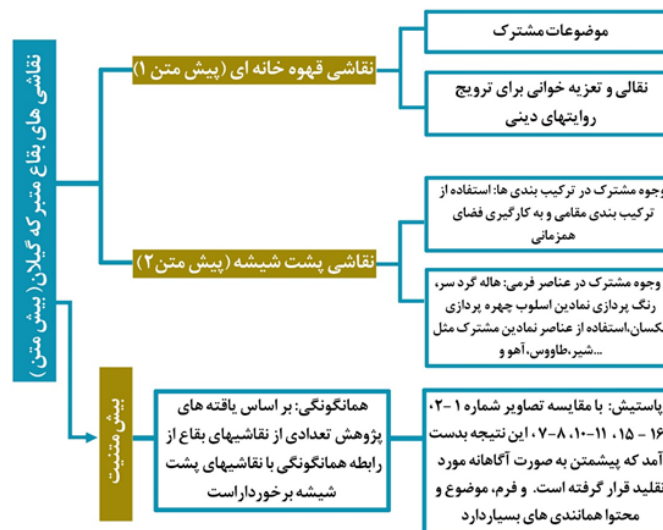 نقاشی های بقاع متبرکه گیلان( بیش متن )
نقاشی قهوه خانه ای (پیش متن ۱)
موضوعات مشترک
نقالی و تعزیه خوانی برای ترویج
روایتهای دینی
نقاشی پشت شیشه (پیش متن۲)
وجوه مشترک در ترکیب بندی ها: استفاده از
ترکیب بندی مقامی و به کارگیری فضای
همزمانی
وجوه مشترک در عناصر فرمی: هاله گرد سر،
رنگ پردازی نمادین اسلوب چهره پردازی
یکسان،استفاده از عناصر نمادین مشترک مثل
شیر،طاووس، آهو و...
بیش متنیت
همانگونگی: بر اساس یافته های
پژوهش تعدادی از نقاشیهای بقاع از
رابطه همانگونگی با نقاشیهای پشت
شیشه برخوردار است
پاستیش: با مقایسه تصاویر شماره ۱-۲،
۱۶ - ۱۵، ۱۱-۱۰، ۸-۷، این نتیجه بدست
آمد که پیشمتن به صورت آگاهانه مورد
تقلید قرار گرفته است. و فرم، موضوع و
محتوا همانندی های بسیار دارد